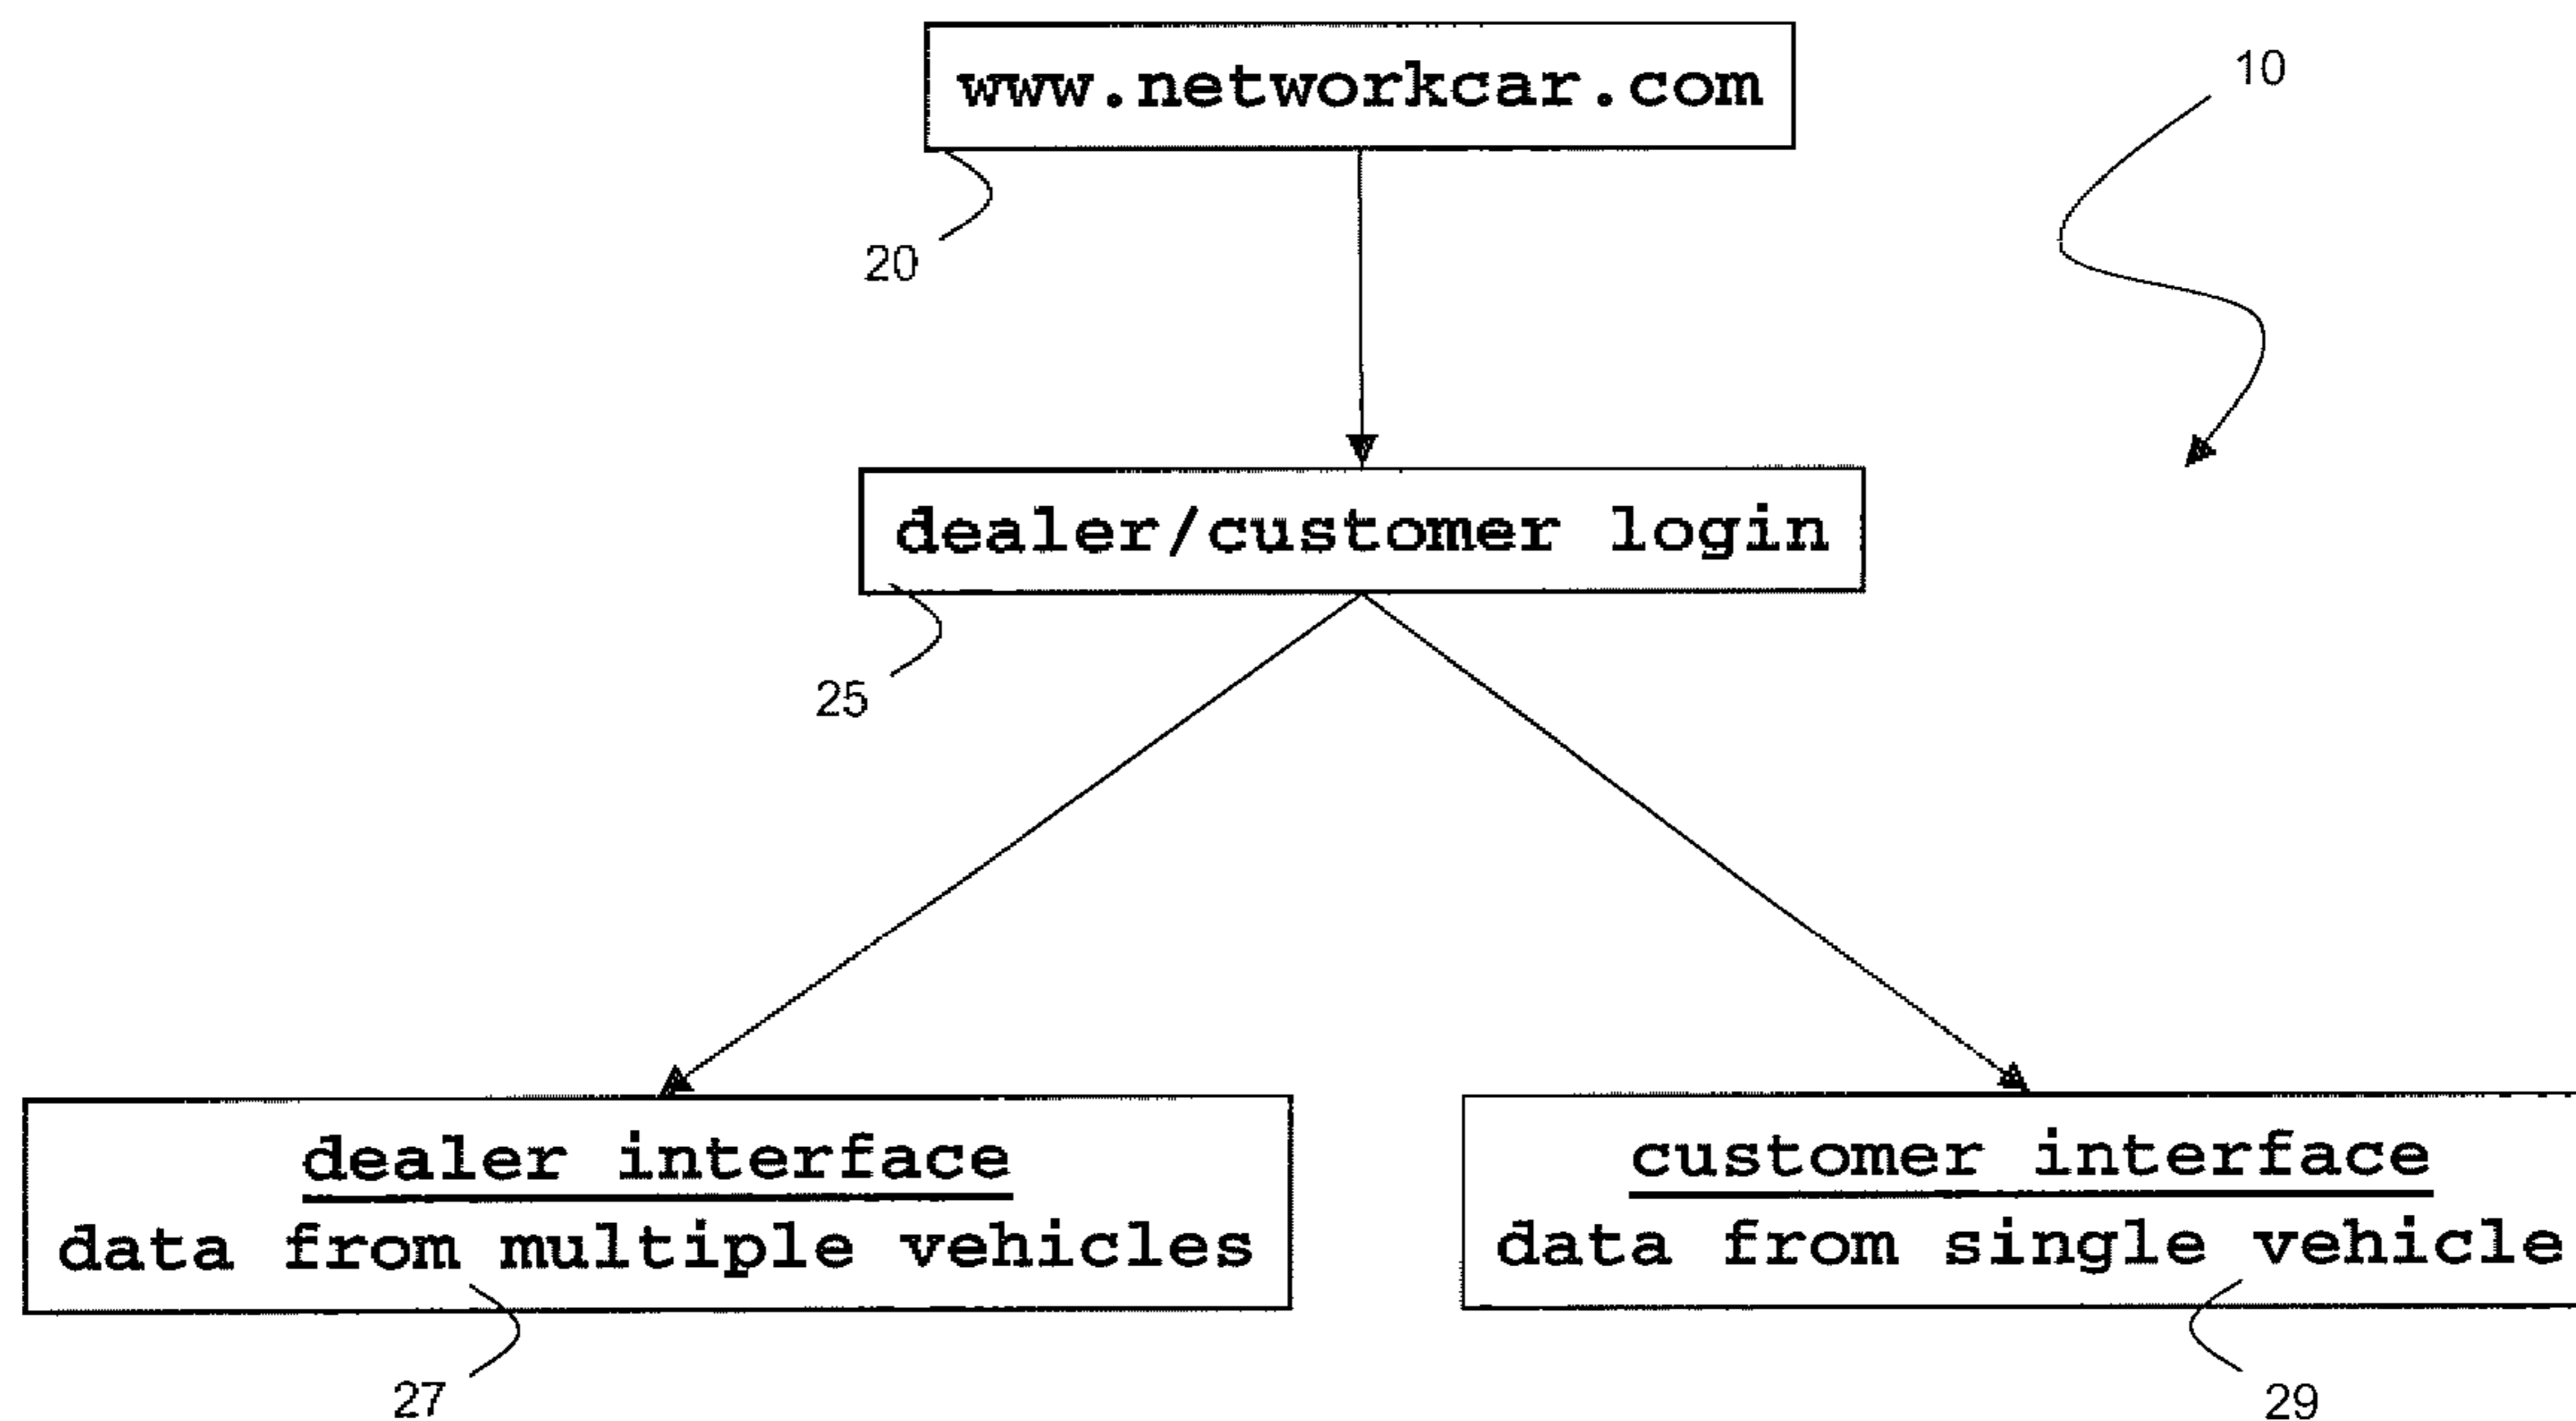 www.networkcar.com
10
20
dealer/customer login
25
dealer interface
data from multiple vehicles
customer interface
data from single vehicle
27
29